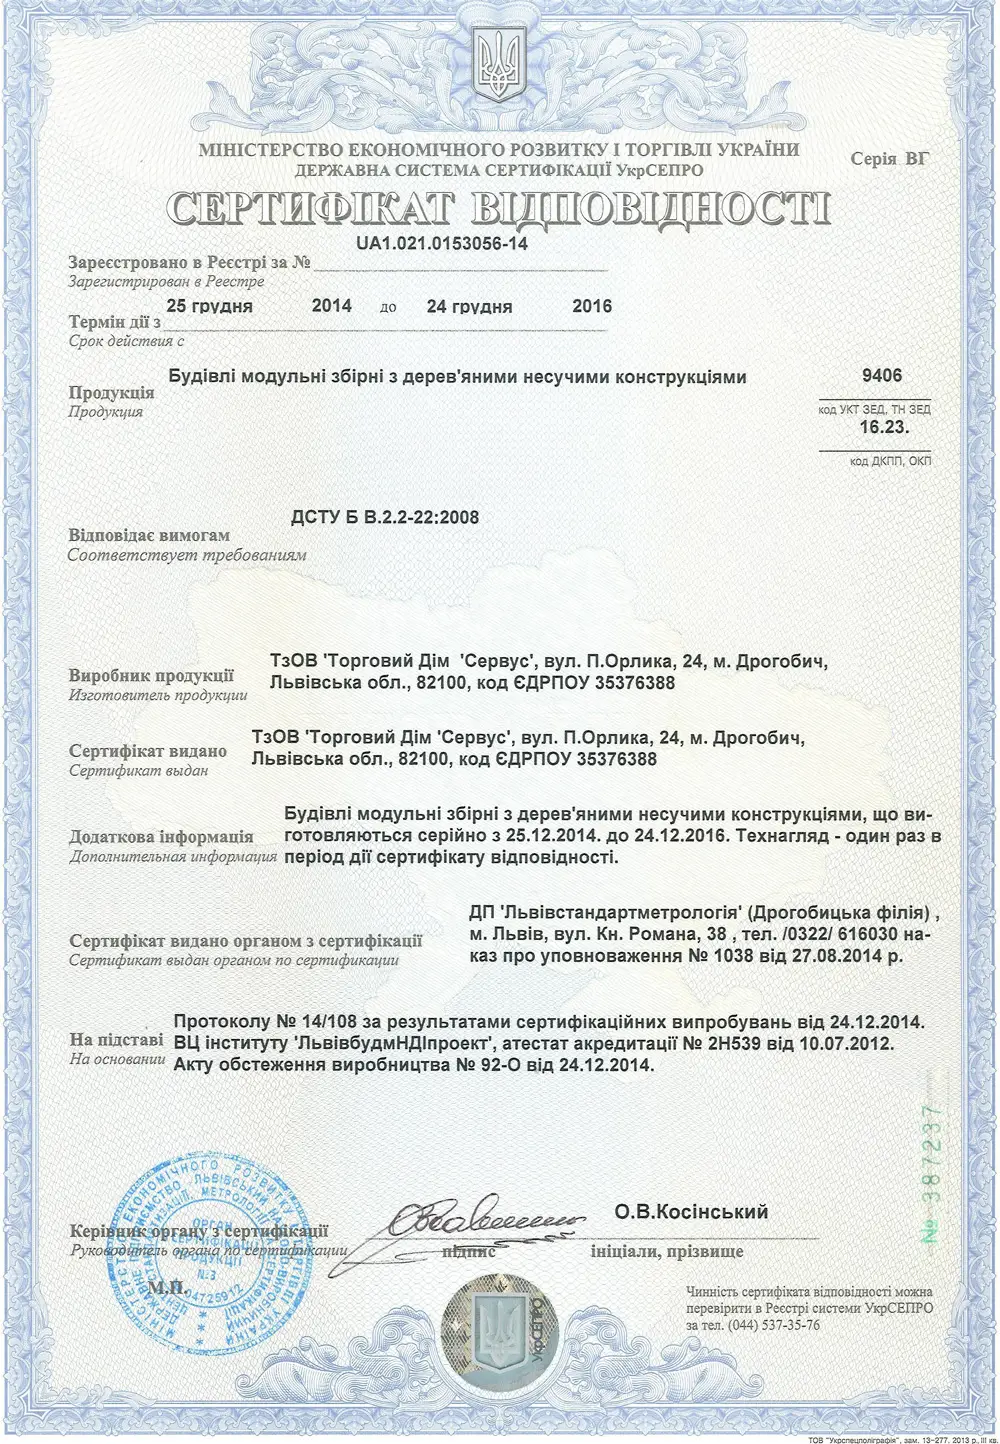 МІНІСТЕРСТВО ЕКОНОМІЧНОГО РОЗВИТКУ І ТОРГІВЛІ УКРАЇНИ
Серія ВГ
ДЕРЖАВНА СИСТЕМА СЕРТИФІКАЦІЇ УкрСЕПРО
СЕРТИФІКАТ ВІДПОВІДНОСТІ
UA1.021.0153056-14
Зареєстровано в Реєстрі за №
Зарегистрирован в Реестре
25 грудня 2014 до 24 грудня 2016
Термін дії з
Срок действия с
Будівлі модульні збірні з дерев'яними несучими конструкціями
9406
Продукція
Продукция
код УКТ ЗЕД, ТН ЗЕД
16.23.
код ДКПП, ОКП
ДСТУ Б В.2.2-22:2008
Відповідає вимогам
Соответствует требованиям
ТзОВ 'Торговий Дім 'Сервус', вул. П.Орлика, 24, м. Дрогобич,
Виробник продукції
Львівська обл., 82100, код ЄДРПОУ 35376388
Изготовитель продукции
ТзОВ 'Торговий Дім 'Сервус', вул. П.Орлика, 24, м. Дрогобич,
Сертифікат видано
Львівська обл., 82100, код ЄДРПОУ 35376388
Сертификат выдан
Будівлі модульні збірні з дерев'яними несучими конструкціями, що ви-
Додаткова інформація
готовляються серійно з 25.12.2014. до 24.12.2016. Технагляд - один раз в
Дополнительная информация
період дії сертифікату відповідності.
ДП 'Львівстандартметрологія' (Дрогобицька філія) ,
Сертифікат видано органом з сертифікації
м. Львів, вул. Кн. Романа, 38 , тел. /0322/ 616030 на-
Сертификат выдан органом по сертификации
каз про уповноваження № 1038 від 27.08.2014 р.
Протоколу № 14/108 за результатами сертифікаційних випробувань від 24.12.2014.
На підставі
ВЦ інституту 'ЛьвівбудмНДІпроект', атестат акредитації № 2Н539 від 10.07.2012.
На основании
Акту обстеження виробництва № 92-О від 24.12.2014.
№ 387237
О.В.Косінський
Керівник органу з сертифікації
Руководитель органа по сертификации
підпис
ініціали, прізвище
М.П.
ОРГАН
СЕРТИФІКАЦІЇ
ПРОДУКЦІЇ
№3
04725912
УкрСЕПРО
Чинність сертифіката відповідності можна
перевірити в Реєстрі системи УкрСЕПРО
за тел. (044) 537-35-76
ТОВ "Укрспецполіграфія", зам. 13-277. 2013 р., III кв.